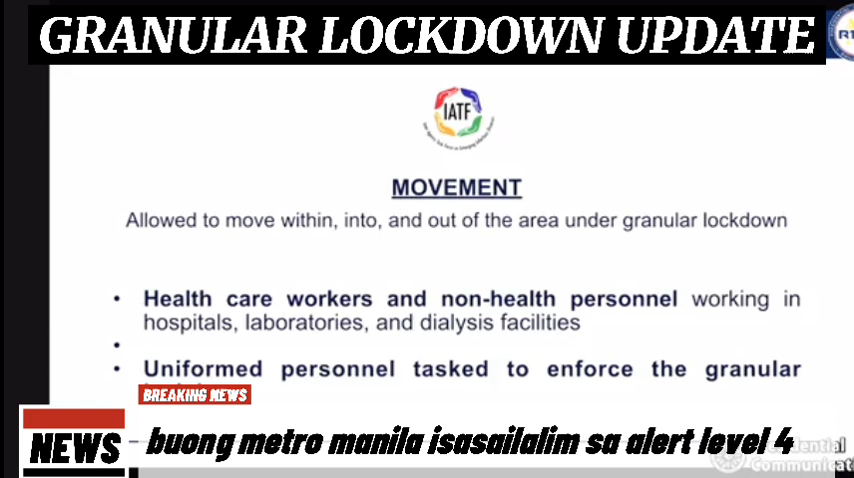 GRANULAR LOCKDOWN UPDATE
IATF
MOVEMENT
Allowed to move within, into, and out of the area under granular lockdown
• Health care workers and non-health personnel working in
hospitals, laboratories, and dialysis facilities
•
• Uniformed personnel tasked to enforce the granular
BREAKING NEWS
NEWS
buong metro manila isasailalim sa alert level 4